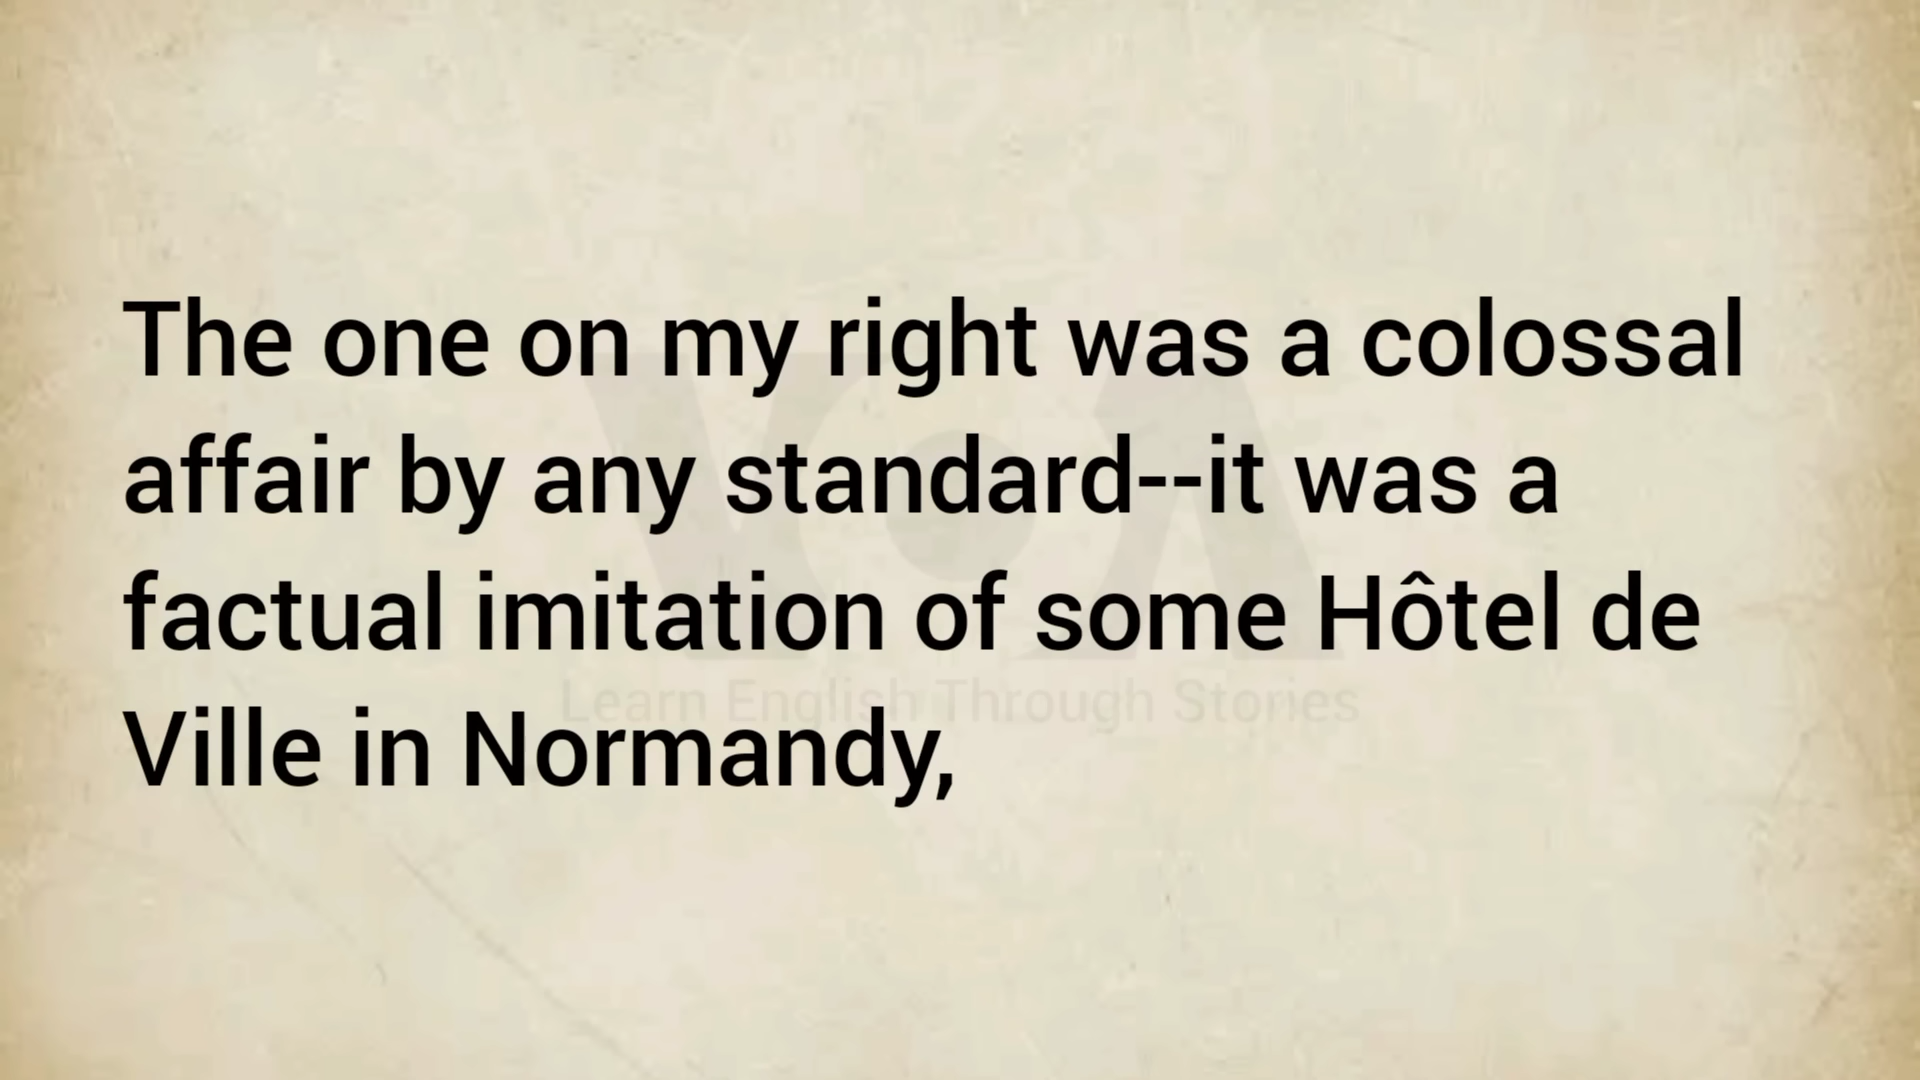 The one on my right was a colossal
affair by any standard--it was a
factual imitation of some Hôtel de
Ville in Normandy,
VOA
Learn English Through Stories